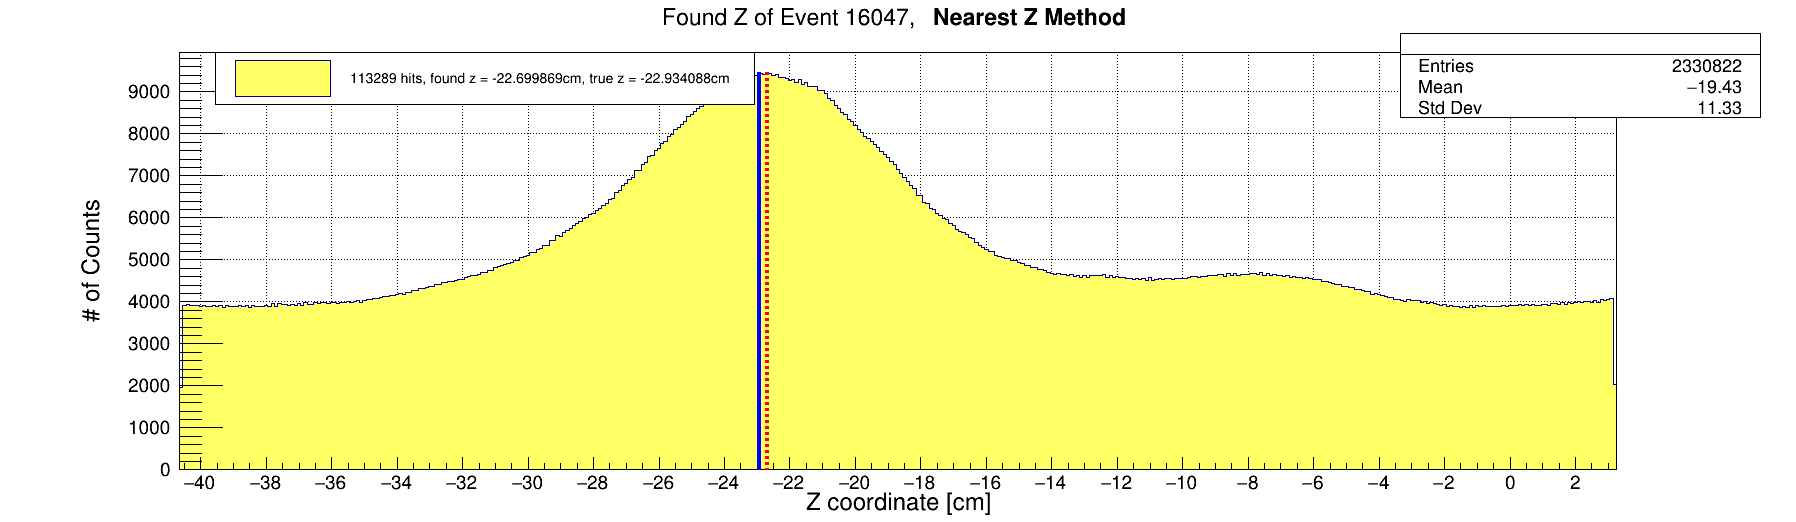 Found Z of Event 16047, Nearest Z Method
113289 hits, found z = -22.699869cm, true z = -22.934088cm
Entries 2330822
Mean −19.43
Std Dev 11.33
# of Counts
9000
8000
7000
6000
5000
4000
3000
2000
1000
0
−40 −38 −36 −34 −32 −30 −28 −26 −24 −22 −20 −18 −16 −14 −12 −10 −8 −6 −4 −2 0 2
Z coordinate [cm]